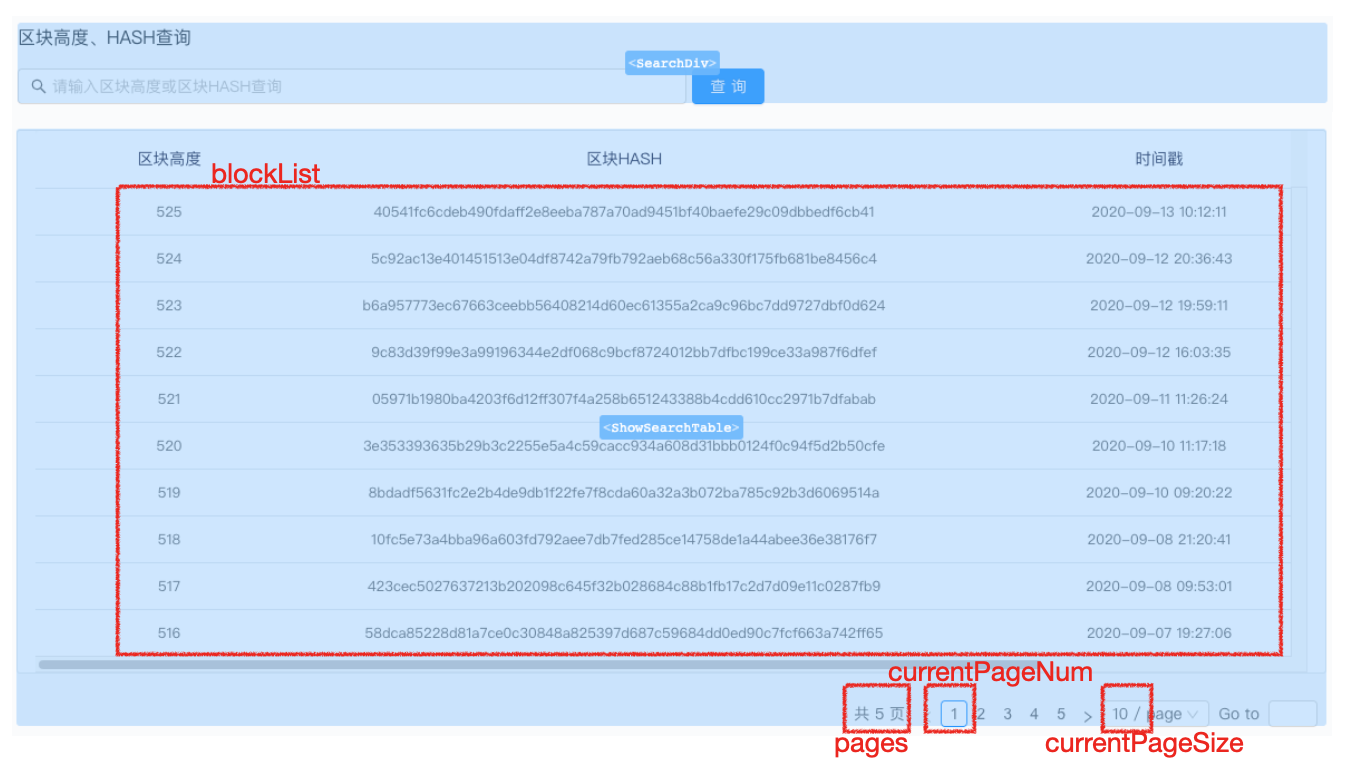 区块高度、HASH查询
<SearchDiv>
请输入区块高度或区块HASH查询
查 询
区块高度 区块HASH 时间戳
blockList
525 40541fc6cdeb490fdaff2e8eeba787a70ad9451bf40baefe29c09dbbedf6cb41 2020-09-13 10:12:11
524 5c92ac13e401451513e04df8742a79fb792aeb68c56a330f175fb681be8456c4 2020-09-12 20:36:43
523 b6a957773ec67663ceebb56408214d60ec61355a2ca9c96bc7dd9727dbf0d624 2020-09-12 19:59:11
522 9c83d39f99e3a99196344e2df068c9bcf8724012bb7dfbc199ce33a987f6dfef 2020-09-12 16:03:35
521 05971b1980ba4203f6d12ff307f4a258b651243388b4cdd610cc2971b7dfabab 2020-09-11 11:26:24
<ShowSearchTable>
520 3e353393635b29b3c2255e5a4c59cacc934a608d31bbb0124f0c94f5d2b50cfe 2020-09-10 11:17:18
519 8bdadf5631fc2e2b4de9db1f22fe7f8cda60a32a3b072ba785c92b3d6069514a 2020-09-10 09:20:22
518 10fc5e73a4bba96a603fd792aee7db7fed285ce14758de1a44abee36e38176f7 2020-09-08 21:20:41
517 423cec5027637213b202098c645f32b028684c88b1fb17c2d7d09e11c0287fb9 2020-09-08 09:53:01
516 58dca85228d81a7ce0c30848a825397d687c59684dd0ed90c7fcf663a742ff65 2020-09-07 19:27:06
currentPageNum
共 5 页 < 1 2 3 4 5 > 10 / page Go to
pages currentPageSize